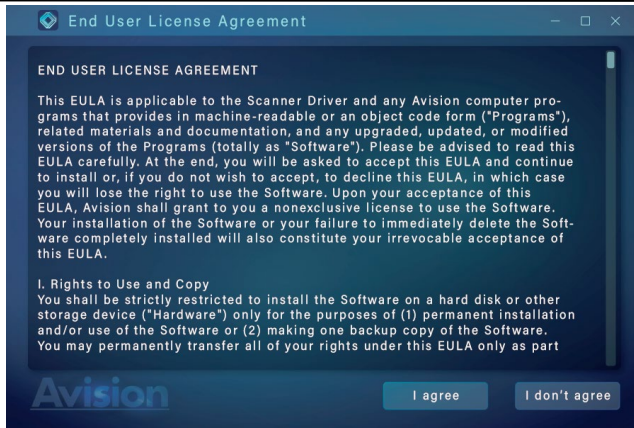 End User License Agreement
END USER LICENSE AGREEMENT
This EULA is applicable to the Scanner Driver and any Avision computer pro-
grams that provides in machine-readable or an object code form ("Programs"),
related materials and documentation, and any upgraded, updated, or modified
versions of the Programs (totally as "Software"). Please be advised to read this
EULA carefully. At the end, you will be asked to accept this EULA and continue
to install or, if you do not wish to accept, to decline this EULA, in which case
you will lose the right to use the Software. Upon your acceptance of this
EULA, Avision shall grant to you a nonexclusive license to use the Software.
Your installation of the Software or your failure to immediately delete the Soft-
ware completely installed will also constitute your irrevocable acceptance of
this EULA.
I. Rights to Use and Copy
You shall be strictly restricted to install the Software on a hard disk or other
storage device ("Hardware") only for the purposes of (1) permanent installation
and/or use of the Software or (2) making one backup copy of the Software.
You may permanently transfer all of your rights under this EULA only as part
Avision
I agree
I don't agree